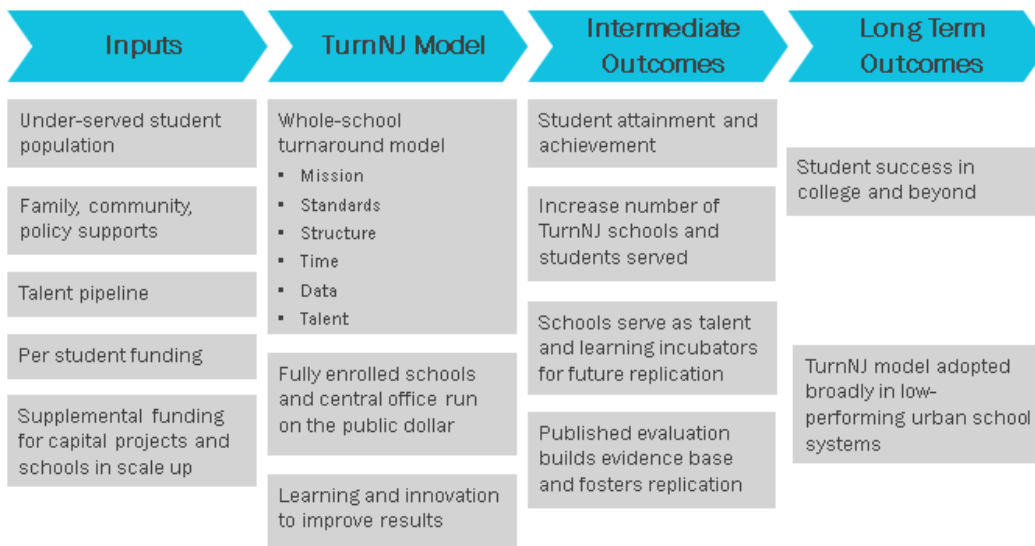 Inputs
TurnNJ Model
Intermediate
Outcomes
Long Term
Outcomes
Under-served student
population
Family, community,
policy supports
Talent pipeline
Per student funding
Supplemental funding
for capital projects and
schools in scale up
Whole-school
turnaround model
▪ Mission
▪ Standards
▪ Structure
▪ Time
▪ Data
▪ Talent
Fully enrolled schools
and central office run
on the public dollar
Learning and innovation
to improve results
Student attainment and
achievement
Increase number of
TurnNJ schools and
students served
Schools serve as talent
and learning incubators
for future replication
Published evaluation
builds evidence base
and fosters replication
Student success in
college and beyond
TurnNJ model adopted
broadly in low-
performing urban school
systems